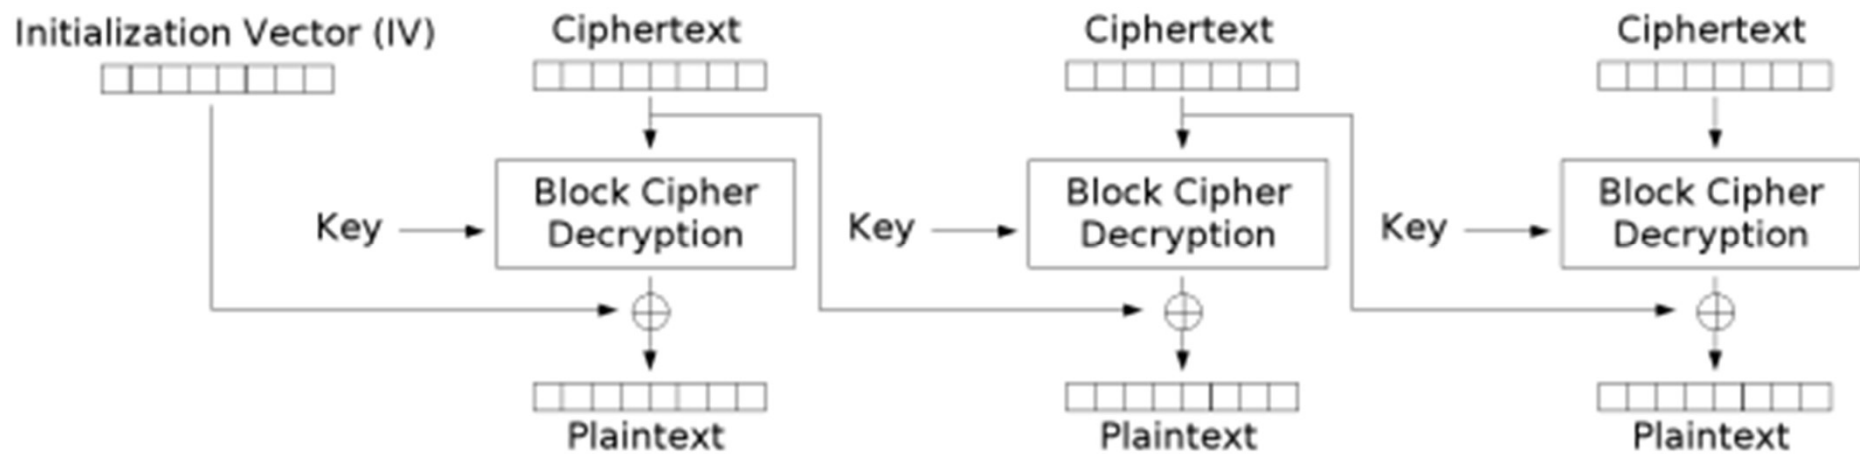 Initialization Vector (IV)
Ciphertext
Ciphertext
Ciphertext
Key
Block Cipher
Decryption
Key
Block Cipher
Decryption
Key
Block Cipher
Decryption
Plaintext
Plaintext
Plaintext